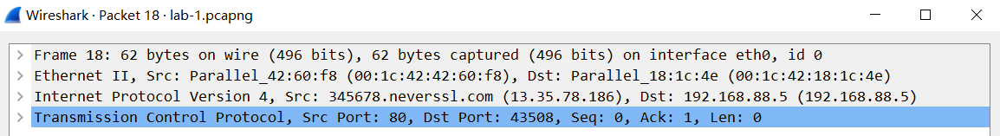 Wireshark · Packet 18 · lab-1.pcapng
Frame 18: 62 bytes on wire (496 bits), 62 bytes captured (496 bits) on interface eth0, id 0
Ethernet II, Src: Parallel_42:60:f8 (00:1c:42:42:60:f8), Dst: Parallel_18:1c:4e (00:1c:42:18:1c:4e)
Internet Protocol Version 4, Src: 345678.neverssl.com (13.35.78.186), Dst: 192.168.88.5 (192.168.88.5)
Transmission Control Protocol, Src Port: 80, Dst Port: 43508, Seq: 0, Ack: 1, Len: 0